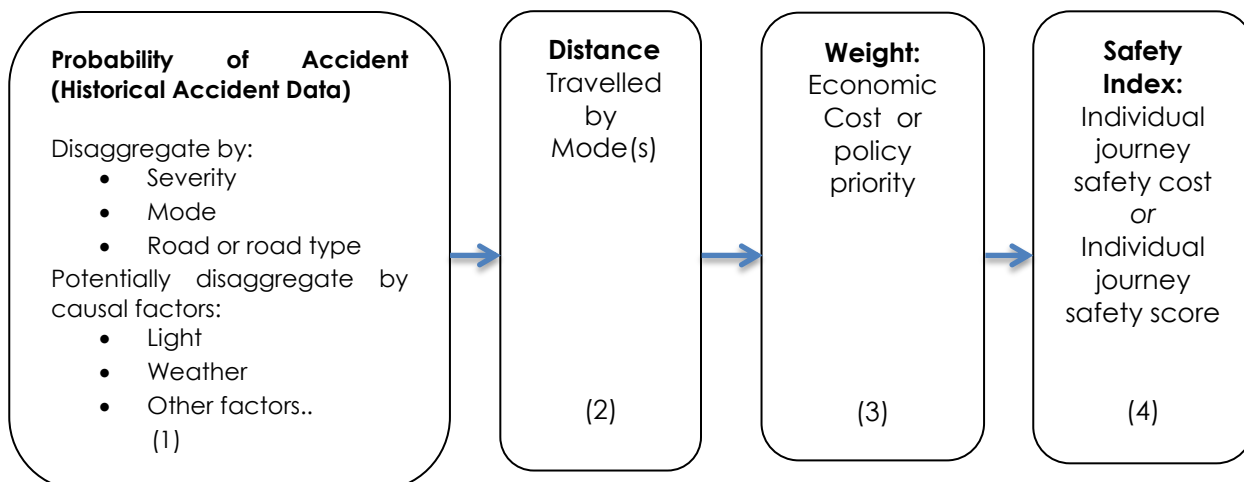 Probability of Accident
(Historical Accident Data)
Disaggregate by:
• Severity
• Mode
• Road or road type
Potentially disaggregate by
causal factors:
• Light
• Weather
• Other factors..
(1)
Distance
Travelled
by
Mode(s)
(2)
Weight:
Economic
Cost or
policy
priority
(3)
Safety
Index:
Individual
journey
safety cost
or
Individual
journey
safety score
(4)